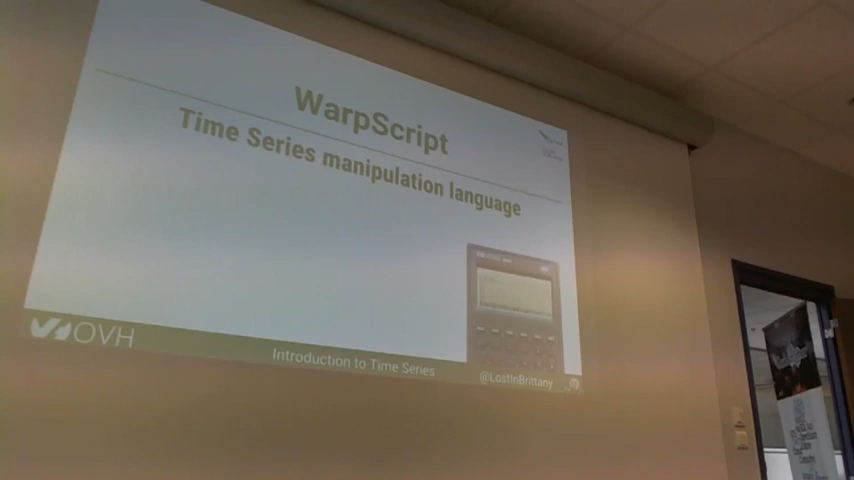 WarpScript
Time Series manipulation language
OVH
Introduction to Time Series
@LostInBrittany